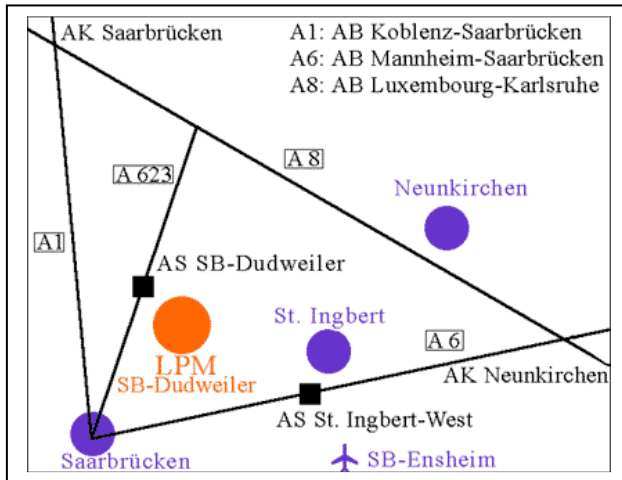 AK Saarbrücken
A1: AB Koblenz-Saarbrücken
A6: AB Mannheim-Saarbrücken
A8: AB Luxembourg-Karlsruhe
A 8
A 623
Neunkirchen
A1
AS SB-Dudweiler
St. Ingbert
A 6
LPM
SB-Dudweiler
AK Neunkirchen
AS St. Ingbert-West
Saarbrücken
SB-Ensheim